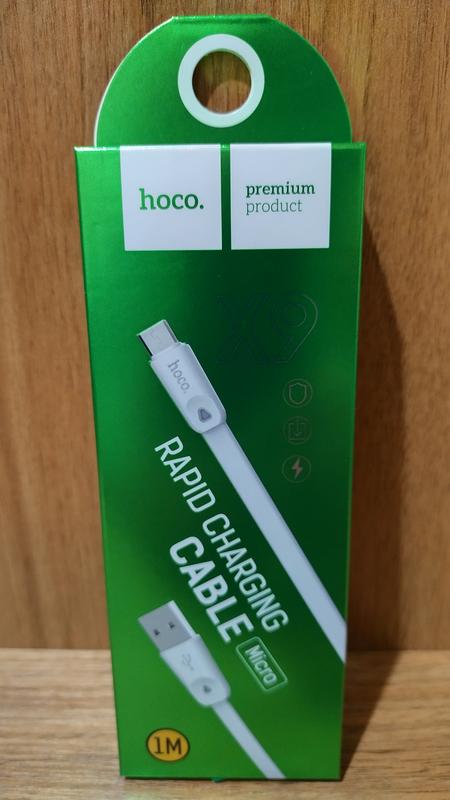 hoco.
premium
product
X9
hoco.
RAPID CHARGING
CABLE
Micro
1M